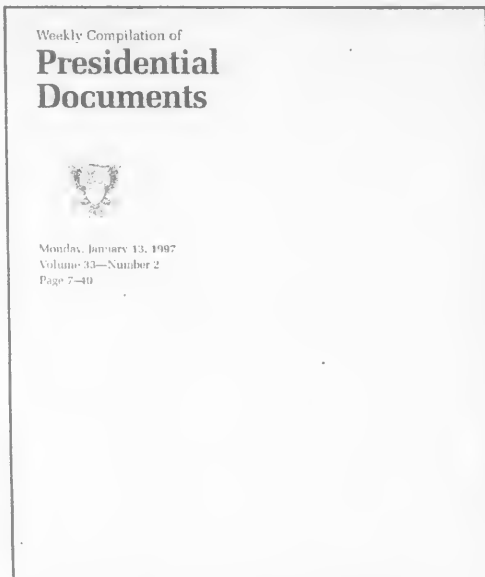 Weekly Compilation of
Presidential
Documents
Monday, January 13, 1997
Volume 33—Number 2
Page 7–40